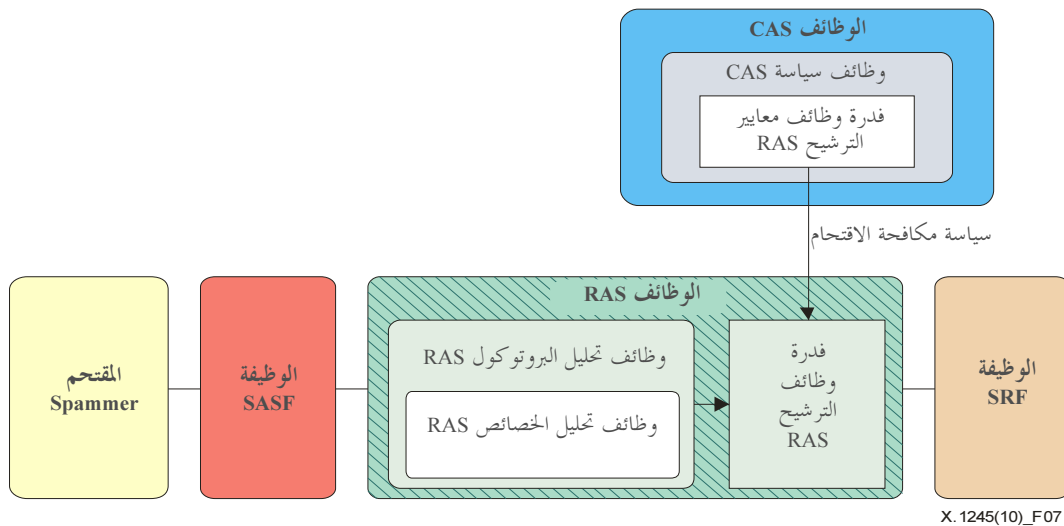 الوظائف CAS
وظائف سياسة CAS
فدرة وظائف معايير
الترشيح RAS
سياسة مكافحة الاقتحام
المقتحم
Spammer
الوظيفة
SASF
الوظائف RAS
وظائف تحليل البروتوكول RAS
وظائف تحليل الخصائص RAS
فدرة
وظائف
الترشيح
RAS
الوظيفة
SRF
X.1245(10)_F07